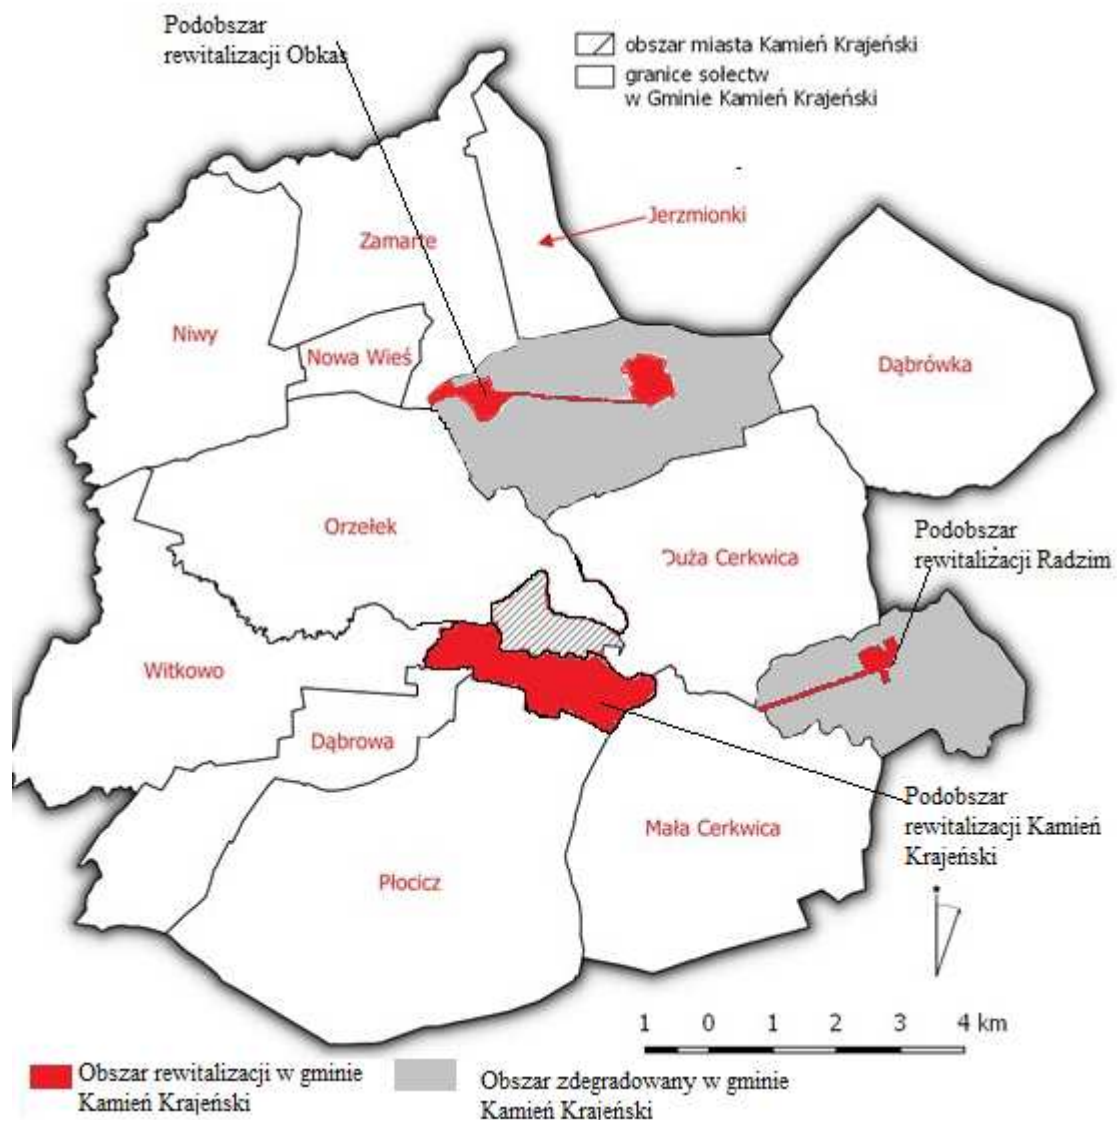 Podobszar
rewitalizacji Obkas
obszar miasta Kamień Krajeński
granice sołectw
w Gminie Kamień Krajeński
Jerzmionki
Zamarte
Niwy
Nowa Wieś
Dąbrówka
Orzełek
Duża Cerkwica
Podobszar
rewitalizacji Radzim
Witkowo
Dąbrowa
Podobszar
rewitalizacji Kamień
Krajeński
Mała Cerkwica
Płocicz
1 0 1 2 3 4 km
Obszar rewitalizacji w gminie
Kamień Krajeński
Obszar zdegradowany w gminie
Kamień Krajeński